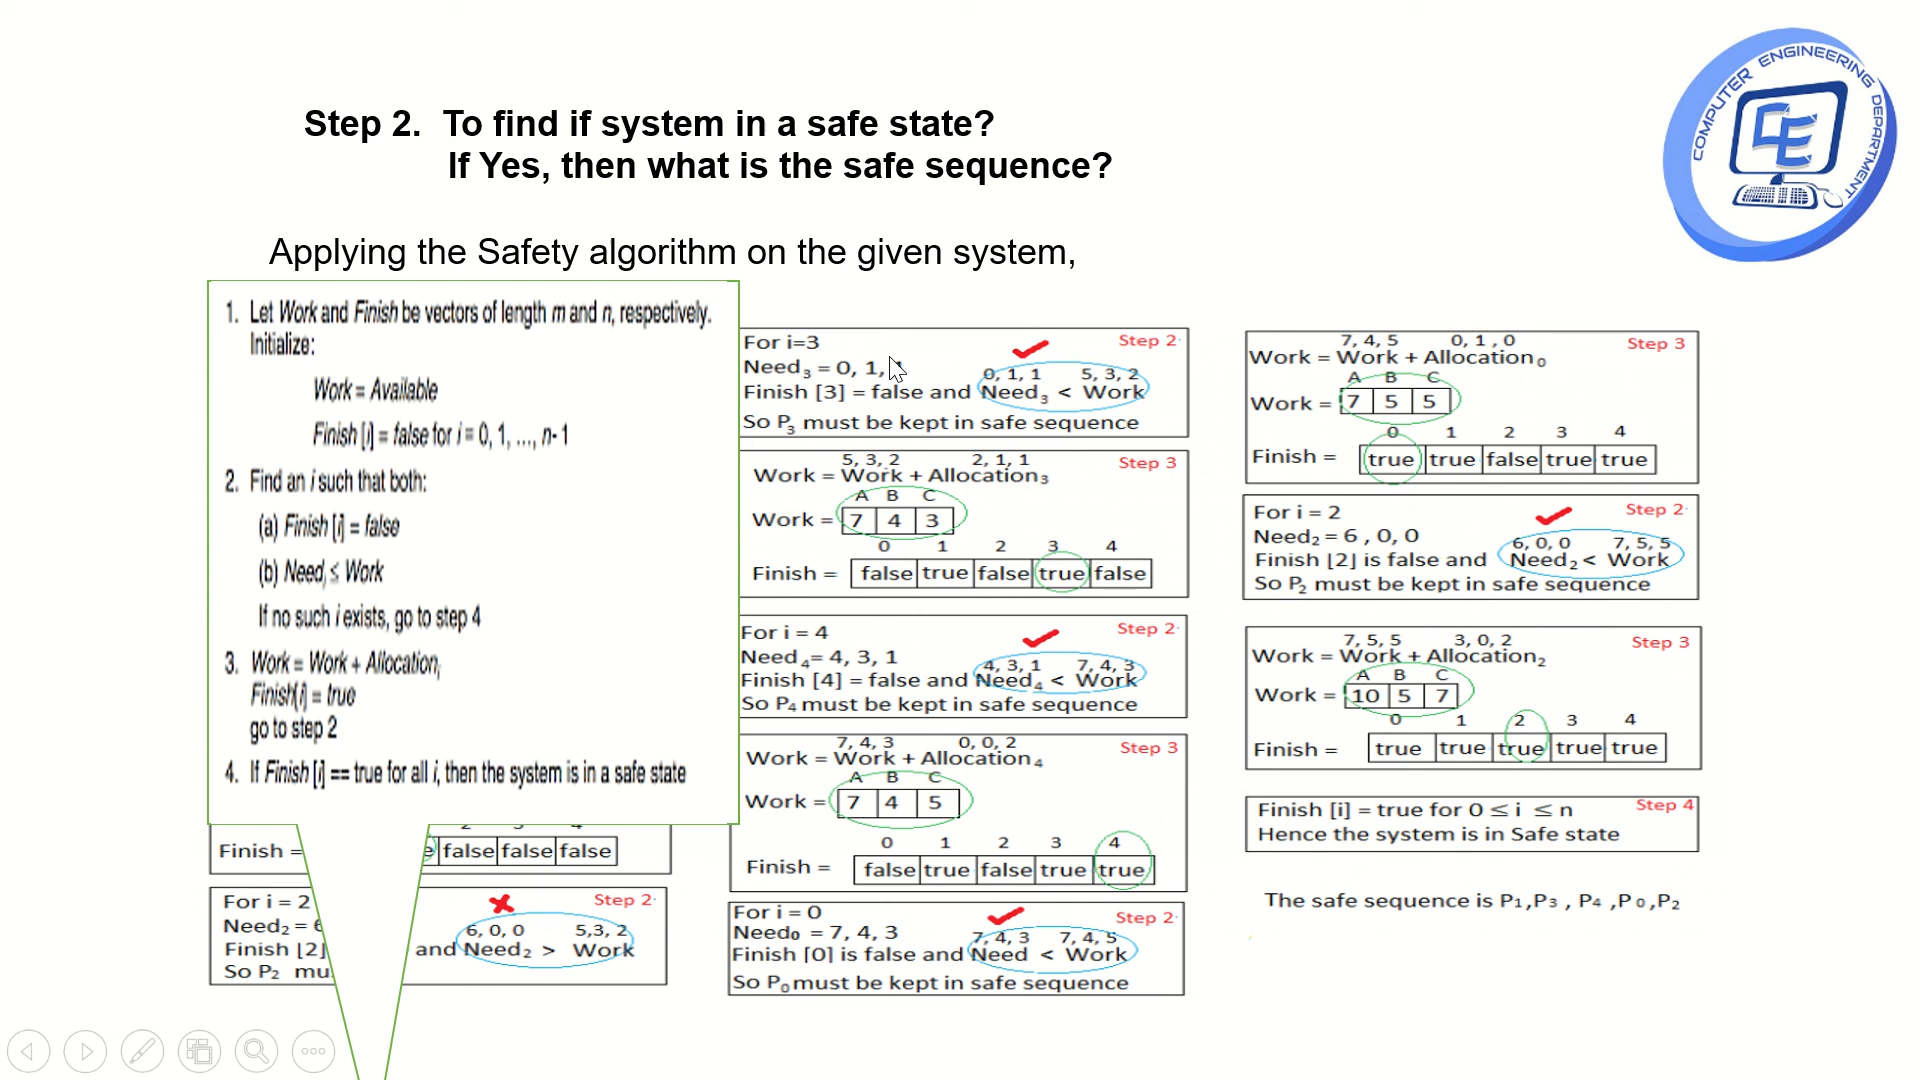 COMPUTER ENGINEERING DEPARTMENT
CE
Step 2. To find if system in a safe state?
If Yes, then what is the safe sequence?
Applying the Safety algorithm on the given system,
1. Let Work and Finish be vectors of length m and n, respectively.
Initialize:
Work = Available
Finish [i] = false for i = 0, 1, ..., n- 1
2. Find an i such that both:
(a) Finish [i] = false
(b) Needi ≤ Work
If no such i exists, go to step 4
3. Work = Work + Allocationi
Finish[i] = true
go to step 2
4. If Finish [i] == true for all i, then the system is in a safe state
Finish =
false false false
For i = 2 Step 2
Need2 = 6
6, 0, 0 5,3, 2
Finish [2] and Need2 > Work
So P2 mu
For i=3 Step 2
Need3 = 0, 1,
0, 1, 1 5, 3, 2
Finish [3] = false and Need3 < Work
So P3 must be kept in safe sequence
5, 3, 2 2, 1, 1 Step 3
Work = Work + Allocation3
A B C
Work = 7 4 3
0 1 2 3 4
Finish = false true false true false
For i = 4 Step 2
Need4 = 4, 3, 1
4, 3, 1 7, 4, 3
Finish [4] = false and Need4 < Work
So P4 must be kept in safe sequence
7, 4, 3 0, 0, 2 Step 3
Work = Work + Allocation4
A B C
Work = 7 4 5
0 1 2 3 4
Finish = false true false true true
For i = 0 Step 2
Need0 = 7, 4, 3
7, 4, 3 7, 4, 5
Finish [0] is false and Need < Work
So P0 must be kept in safe sequence
7, 4, 5 0, 1 , 0 Step 3
Work = Work + Allocation0
A B C
Work = 7 5 5
0 1 2 3 4
Finish = true true false true true
For i = 2 Step 2
Need2 = 6 , 0, 0
6, 0, 0 7, 5, 5
Finish [2] is false and Need2 < Work
So P2 must be kept in safe sequence
7, 5, 5 3, 0, 2 Step 3
Work = Work + Allocation2
A B C
Work = 10 5 7
0 1 2 3 4
Finish = true true true true true
Finish [i] = true for 0 ≤ i ≤ n Step 4
Hence the system is in Safe state
The safe sequence is P1,P3 , P4 ,P0 ,P2